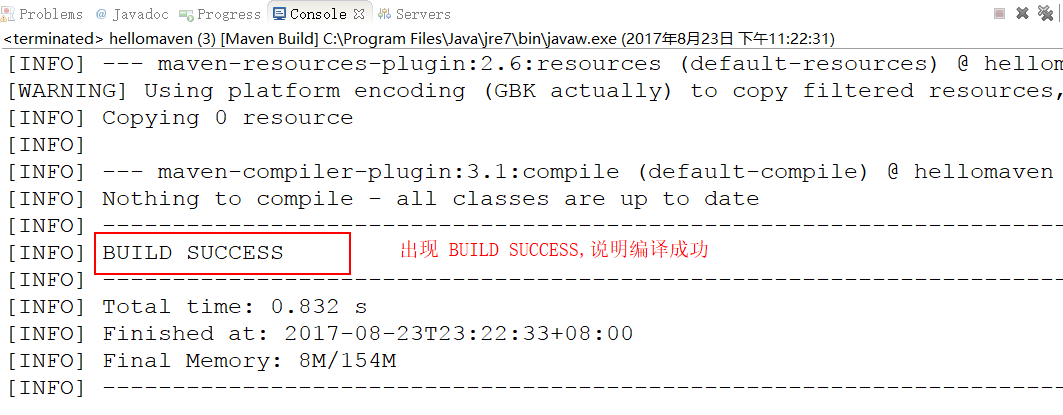 Problems @ Javadoc Progress Console Servers
<terminated> hellomaven (3) [Maven Build] C:\Program Files\Java\jre7\bin\javaw.exe (2017年8月23日 下午11:22:31)
[INFO] --- maven-resources-plugin:2.6:resources (default-resources) @ hellom
[WARNING] Using platform encoding (GBK actually) to copy filtered resources,
[INFO] Copying 0 resource
[INFO]
[INFO] --- maven-compiler-plugin:3.1:compile (default-compile) @ hellomaven
[INFO] Nothing to compile - all classes are up to date
[INFO] ------------------------------------------------------------------------
[INFO] BUILD SUCCESS 出现 BUILD SUCCESS,说明编译成功
[INFO] ------------------------------------------------------------------------
[INFO] Total time: 0.832 s
[INFO] Finished at: 2017-08-23T23:22:33+08:00
[INFO] Final Memory: 8M/154M
[INFO] ------------------------------------------------------------------------